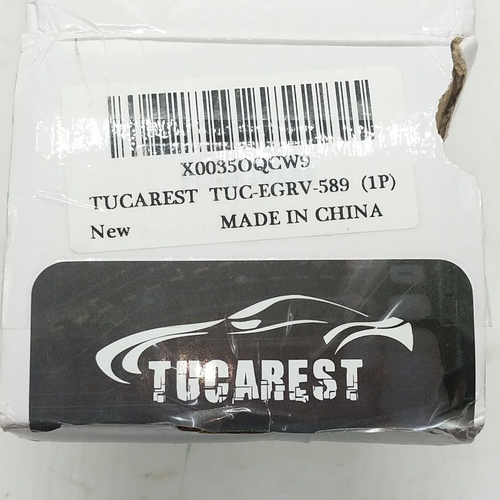 X0035OQCW9
TUCAREST TUC-EGRV-589 (1P)
New MADE IN CHINA
TUCAREST